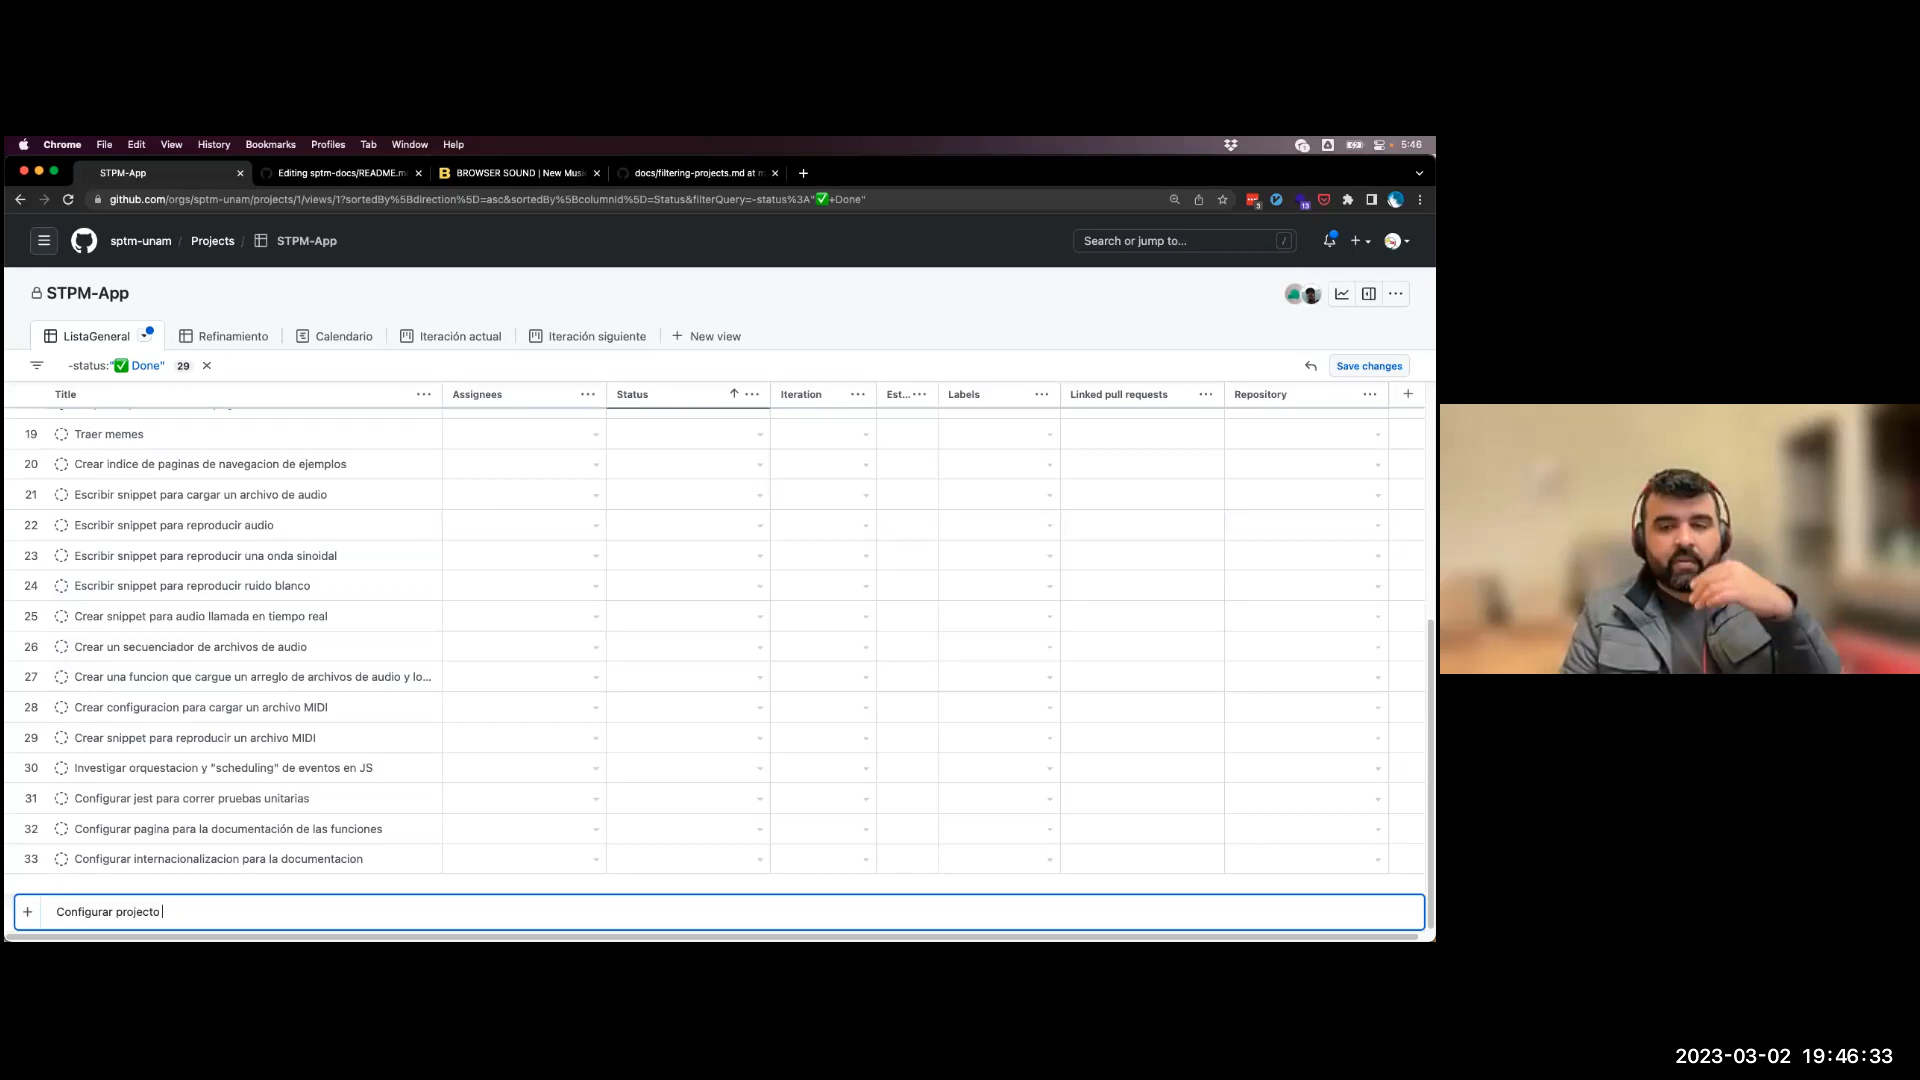 Chrome File Edit View History Bookmarks Profiles Tab Window Help 5:46
STPM-App Editing sptm-docs/README.m BROWSER SOUND | New Musi docs/filtering-projects.md at m
github.com/orgs/sptm-unam/projects/1/views/1?sortedBy%5Bdirection%5D=asc&sortedBy%5BcolumnId%5D=Status&filterQuery=-status%3A"✅+Done"
sptm-unam / Projects / STPM-App Search or jump to... /
STPM-App
ListaGeneral Refinamiento Calendario Iteración actual Iteración siguiente + New view
-status:"✅ Done" 29 Save changes
Title Assignees Status Iteration Est... Labels Linked pull requests Repository
19 Traer memes
20 Crear indice de paginas de navegacion de ejemplos
21 Escribir snippet para cargar un archivo de audio
22 Escribir snippet para reproducir audio
23 Escribir snippet para reproducir una onda sinoidal
24 Escribir snippet para reproducir ruido blanco
25 Crear snippet para audio llamada en tiempo real
26 Crear un secuenciador de archivos de audio
27 Crear una funcion que cargue un arreglo de archivos de audio y lo...
28 Crear configuracion para cargar un archivo MIDI
29 Crear snippet para reproducir un archivo MIDI
30 Investigar orquestacion y "scheduling" de eventos en JS
31 Configurar jest para correr pruebas unitarias
32 Configurar pagina para la documentación de las funciones
33 Configurar internacionalizacion para la documentacion
+ Configurar projecto
2023-03-02 19:46:33